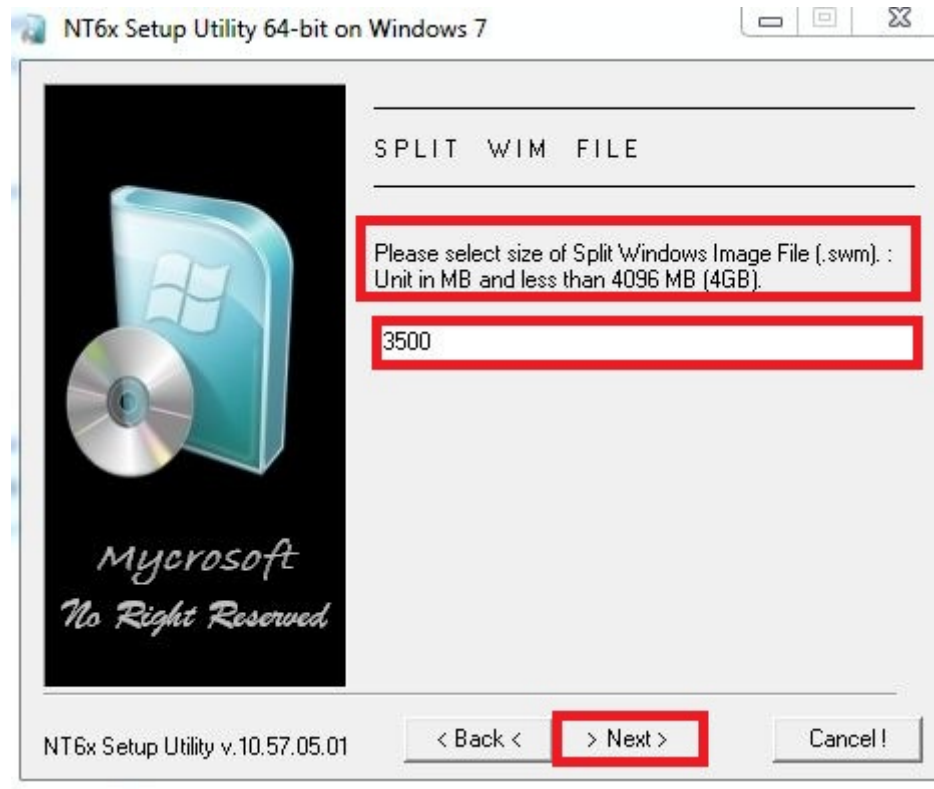 NT6x Setup Utility 64-bit on Windows 7
SPLIT WIM FILE
Please select size of Split Windows Image File (.swm). :
Unit in MB and less than 4096 MB (4GB).
3500
Mycrosoft
No Right Reserved
NT6x Setup Utility v.10.57.05.01
< Back <
> Next >
Cancel!